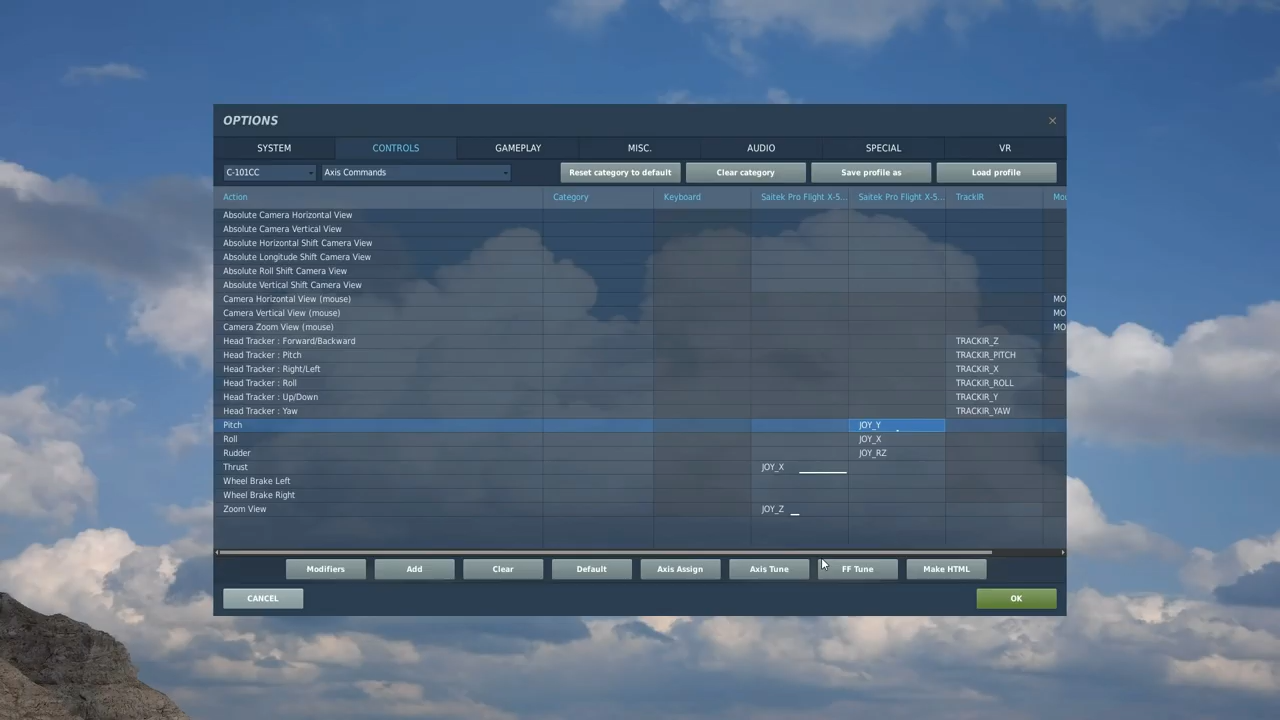 OPTIONS ×
SYSTEM CONTROLS GAMEPLAY MISC. AUDIO SPECIAL VR
C-101CC Axis Commands Reset category to default Clear category Save profile as Load profile
Action Category Keyboard Saitek Pro Flight X-5... Saitek Pro Flight X-5... TrackIR Mou
Absolute Camera Horizontal View
Absolute Camera Vertical View
Absolute Horizontal Shift Camera View
Absolute Longitude Shift Camera View
Absolute Roll Shift Camera View
Absolute Vertical Shift Camera View
Camera Horizontal View (mouse) MO
Camera Vertical View (mouse) MO
Camera Zoom View (mouse) MO
Head Tracker : Forward/Backward TRACKIR_Z
Head Tracker : Pitch TRACKIR_PITCH
Head Tracker : Right/Left TRACKIR_X
Head Tracker : Roll TRACKIR_ROLL
Head Tracker : Up/Down TRACKIR_Y
Head Tracker : Yaw TRACKIR_YAW
Pitch JOY_Y
Roll JOY_X
Rudder JOY_RZ
Thrust JOY_X
Wheel Brake Left
Wheel Brake Right
Zoom View JOY_Z
Modifiers Add Clear Default Axis Assign Axis Tune FF Tune Make HTML
CANCEL OK